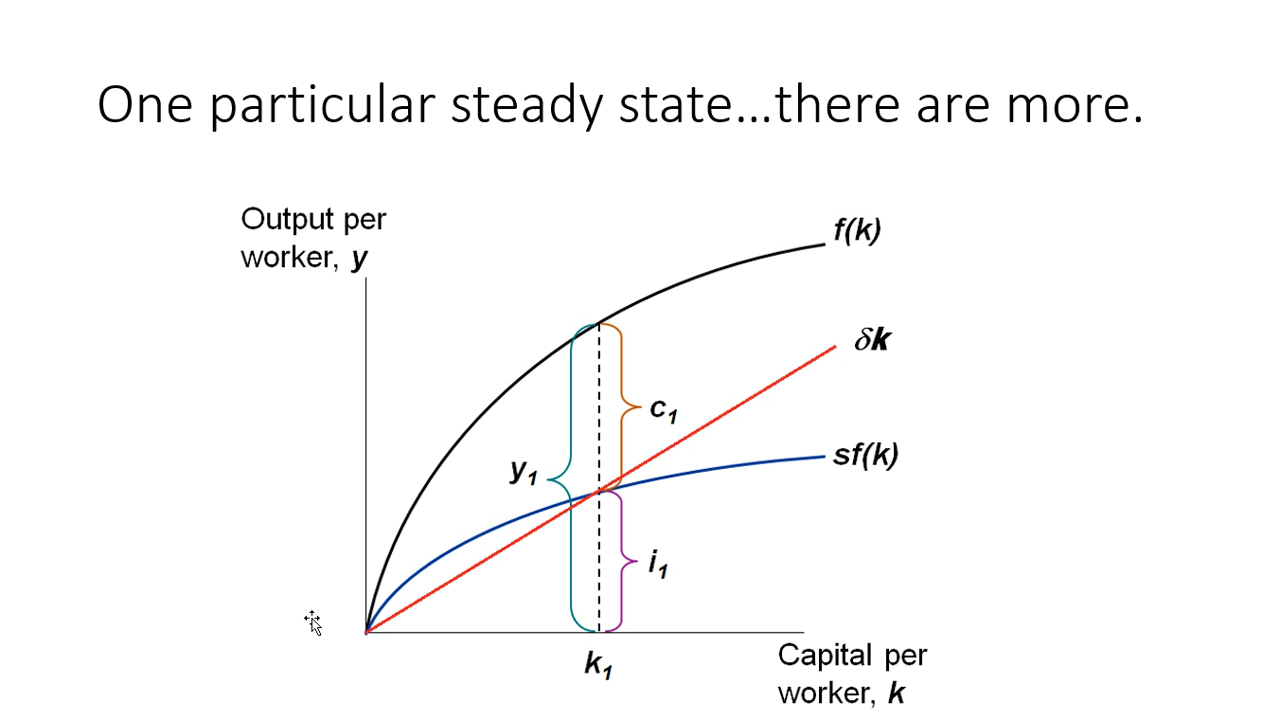 One particular steady state...there are more.
Output per
worker, y
f(k)
δk
c₁
y₁
sf(k)
i₁
k₁
Capital per
worker, k